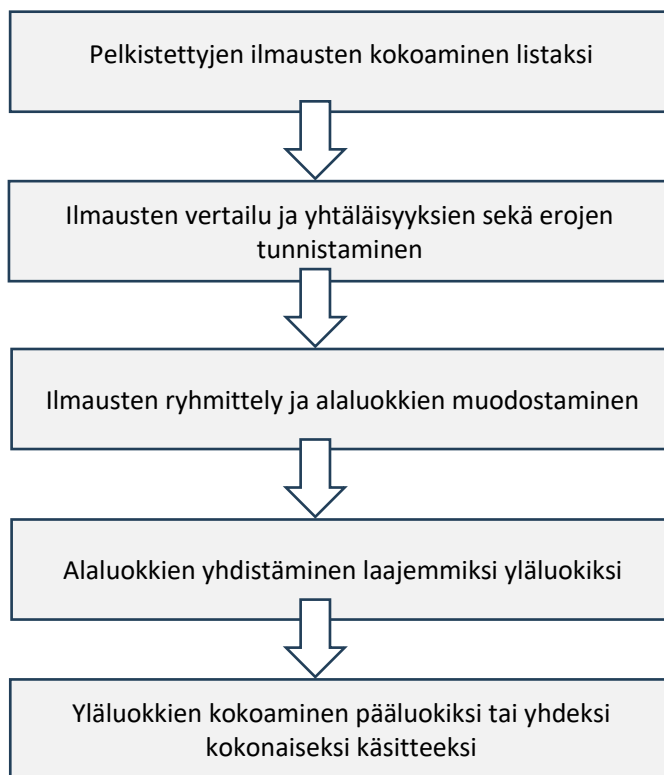 Pelkistettyjen ilmausten kokoaminen listaksi
Ilmausten vertailu ja yhtäläisyyksien sekä erojen
tunnistaminen
Ilmausten ryhmittely ja alaluokkien muodostaminen
Alaluokkien yhdistäminen laajemmiksi yläluokiksi
Yläluokkien kokoaminen pääluokiksi tai yhdeksi
kokonaiseksi käsitteeksi